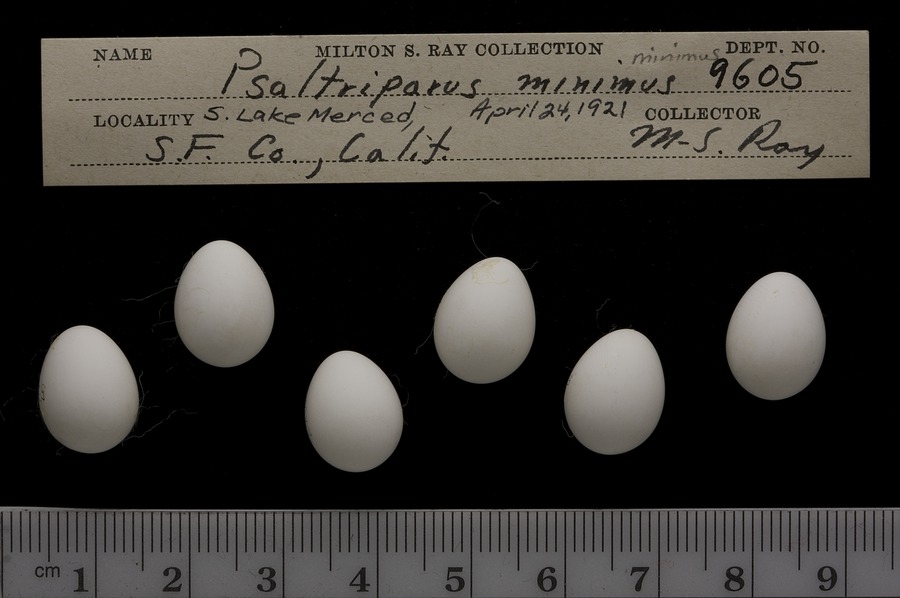 NAME MILTON S. RAY COLLECTION minimus DEPT. NO.
Psaltriparus minimus 9605
LOCALITY S. Lake Merced, April 24, 1921 COLLECTOR
S.F. Co., Calif. M-S. Ray
cm 1 2 3 4 5 6 7 8 9